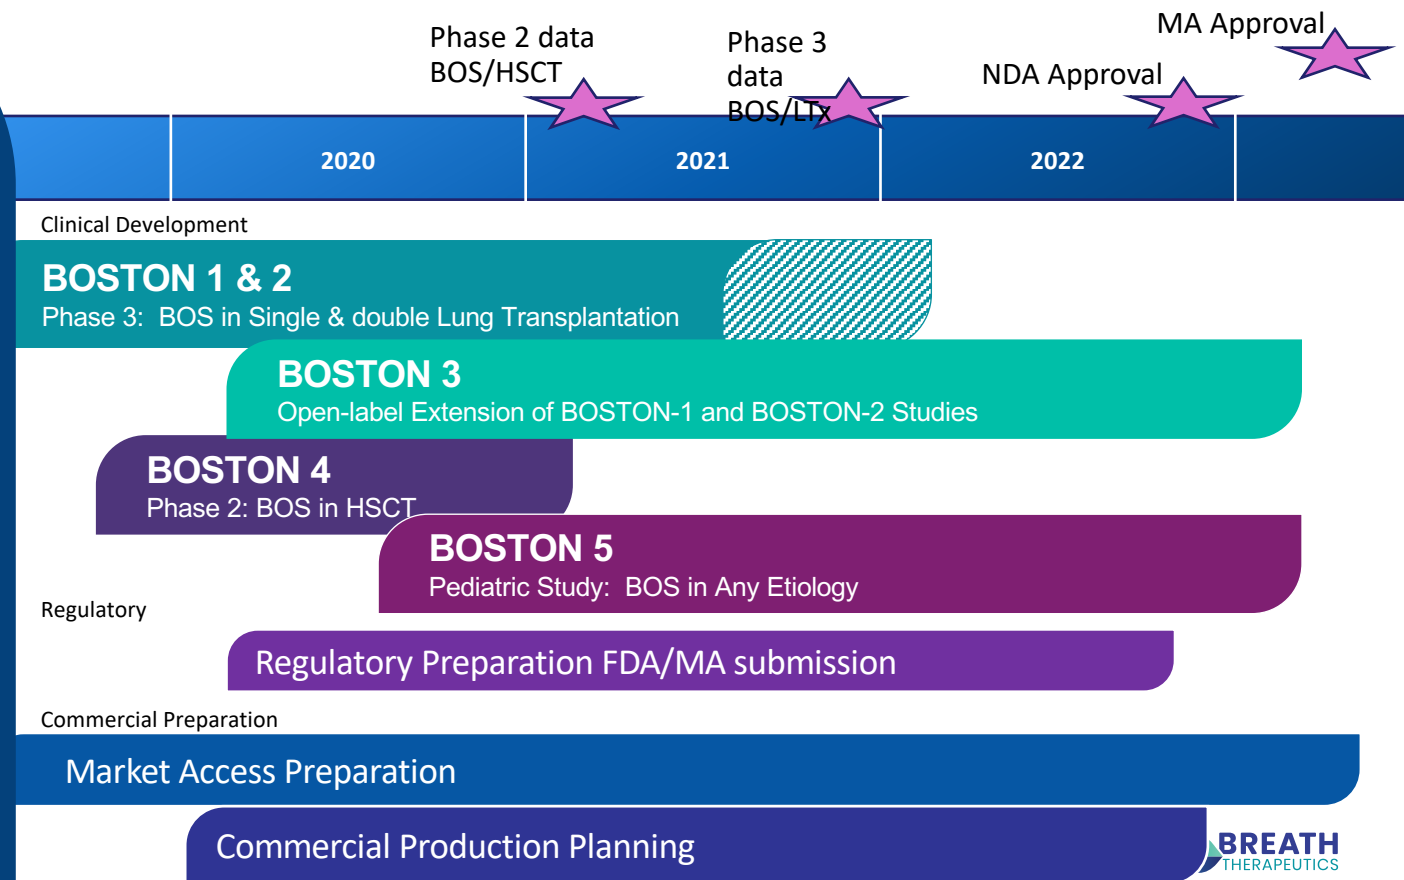 MA Approval
Phase 2 data
BOS/HSCT
Phase 3
data
BOS/LTx
NDA Approval
2020
2021
2022
Clinical Development
BOSTON 1 & 2
Phase 3: BOS in Single & double Lung Transplantation
BOSTON 3
Open-label Extension of BOSTON-1 and BOSTON-2 Studies
BOSTON 4
Phase 2: BOS in HSCT
BOSTON 5
Pediatric Study: BOS in Any Etiology
Regulatory
Regulatory Preparation FDA/MA submission
Commercial Preparation
Market Access Preparation
Commercial Production Planning
BREATH
THERAPEUTICS